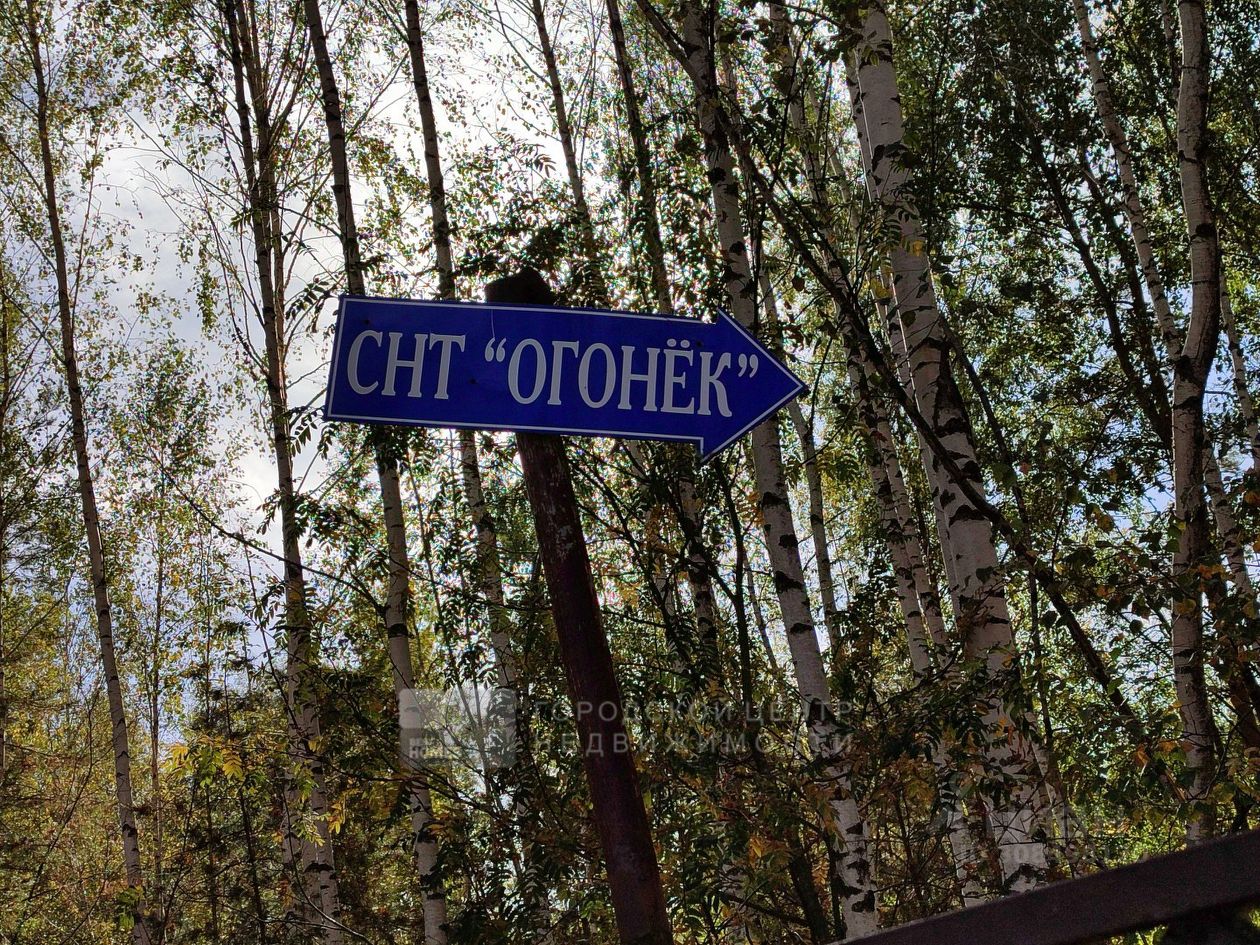 СНТ “ОГОНЁК”
ГОРОДСКОЙ ЦЕНТР
НЕДВИЖИМОСТИ